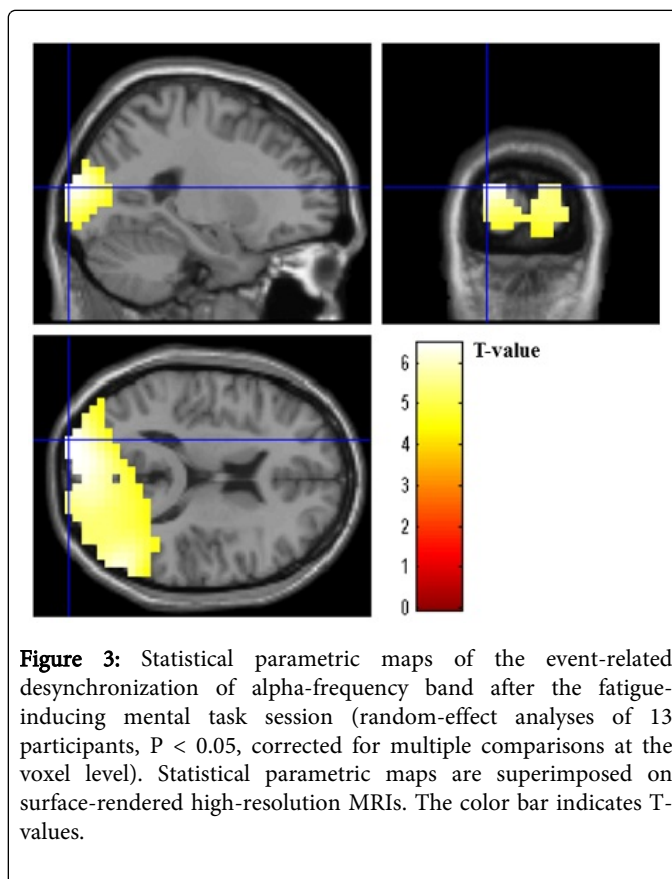 T-value
6
5
4
3
2
1
0
Figure 3: Statistical parametric maps of the event-related
desynchronization of alpha-frequency band after the fatigue-
inducing mental task session (random-effect analyses of 13
participants, P < 0.05, corrected for multiple comparisons at the
voxel level). Statistical parametric maps are superimposed on
surface-rendered high-resolution MRIs. The color bar indicates T-
values.